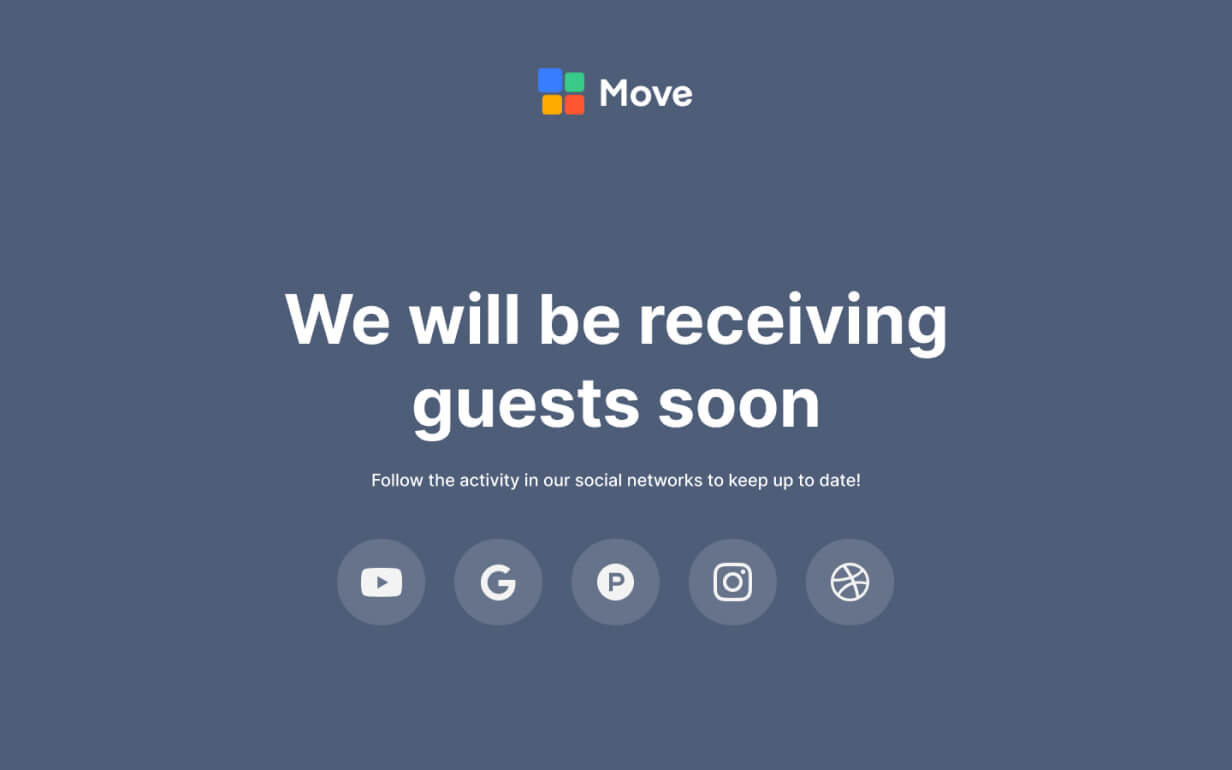 Move
We will be receiving
guests soon
Follow the activity in our social networks to keep up to date!